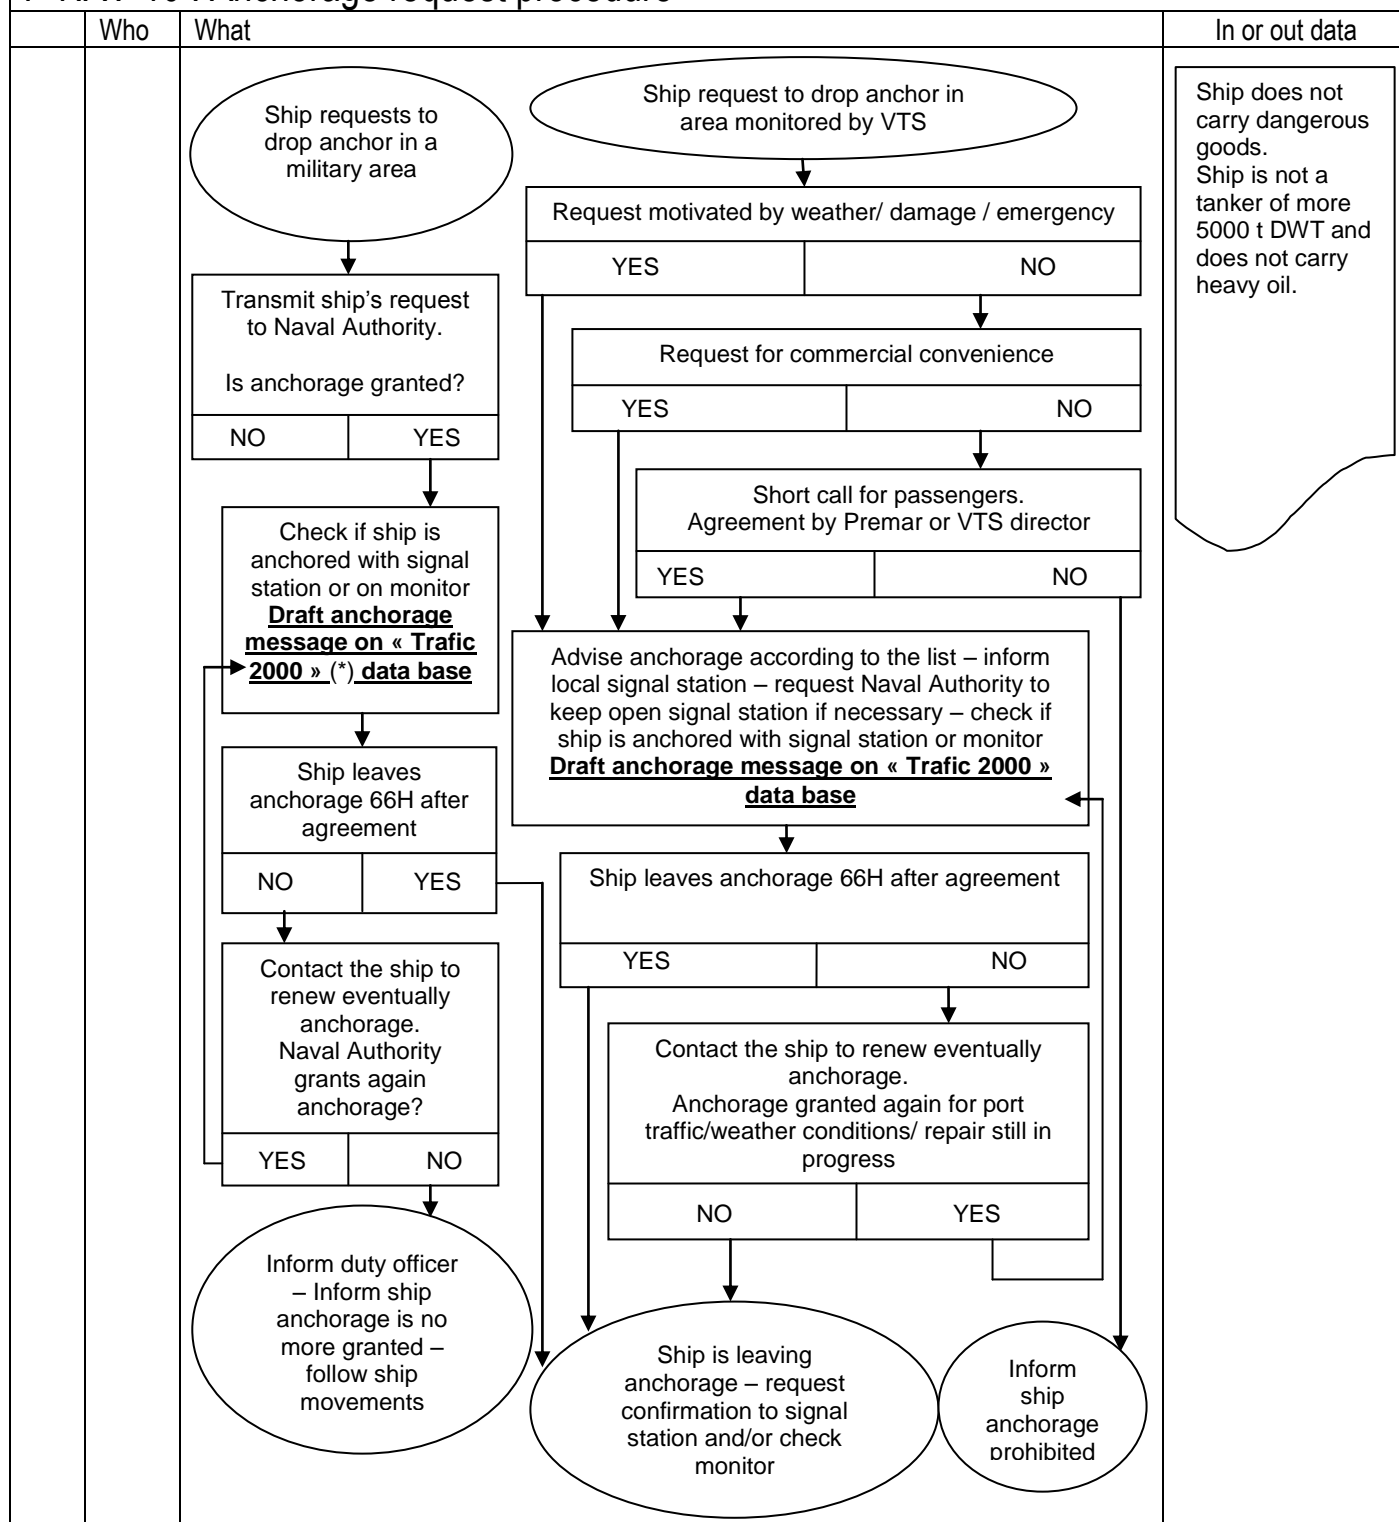 Anchorage request procedure
Who
What
In or out data
Ship requests to
drop anchor in a
military area
Transmit ship's request
to Naval Authority.
Is anchorage granted?
NO
YES
Check if ship is
anchored with signal
station or on monitor
Draft anchorage
message on « Trafic
2000 » (*) data base
Ship leaves
anchorage 66H after
agreement
NO
YES
Contact the ship to
renew eventually
anchorage.
Naval Authority
grants again
anchorage?
YES
NO
Inform duty officer
– Inform ship
anchorage is no
more granted –
follow ship
movements
Ship request to drop anchor in
area monitored by VTS
Request motivated by weather/ damage / emergency
YES
NO
Request for commercial convenience
YES
NO
Short call for passengers.
Agreement by Premar or VTS director
YES
NO
Advise anchorage according to the list – inform
local signal station – request Naval Authority to
keep open signal station if necessary – check if
ship is anchored with signal station or monitor
Draft anchorage message on « Trafic 2000 »
data base
Ship leaves anchorage 66H after agreement
YES
NO
Contact the ship to renew eventually
anchorage.
Anchorage granted again for port
traffic/weather conditions/ repair still in
progress
NO
YES
Ship is leaving
anchorage – request
confirmation to signal
station and/or check
monitor
Inform
ship
anchorage
prohibited
Ship does not
carry dangerous
goods.
Ship is not a
tanker of more
5000 t DWT and
does not carry
heavy oil.